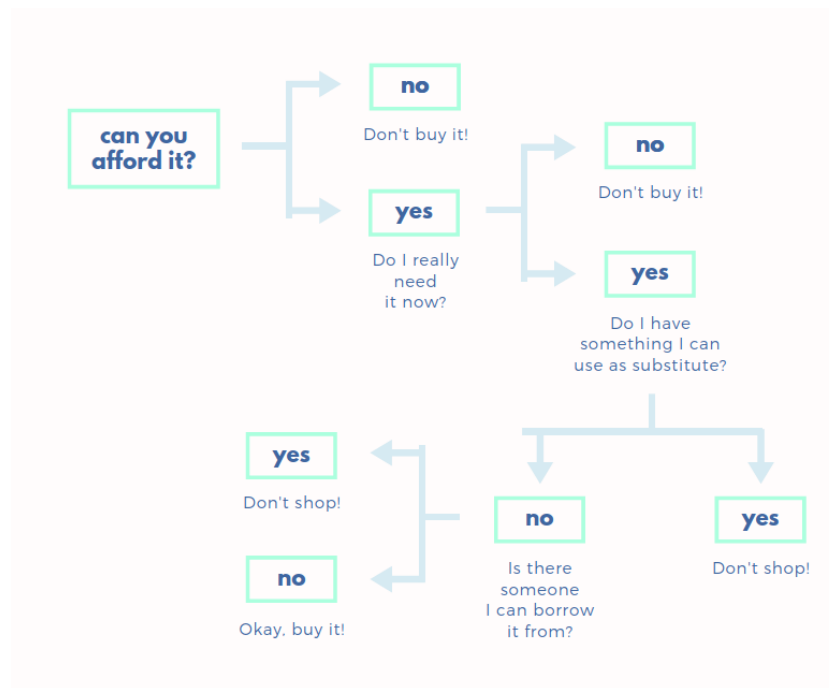 can you
afford it?
no
Don't buy it!
yes
Do I really
need
it now?
no
Don't buy it!
yes
Do I have
something I can
use as substitute?
no
Is there
someone
I can borrow
it from?
yes
Don't shop!
yes
Don't shop!
no
Okay, buy it!